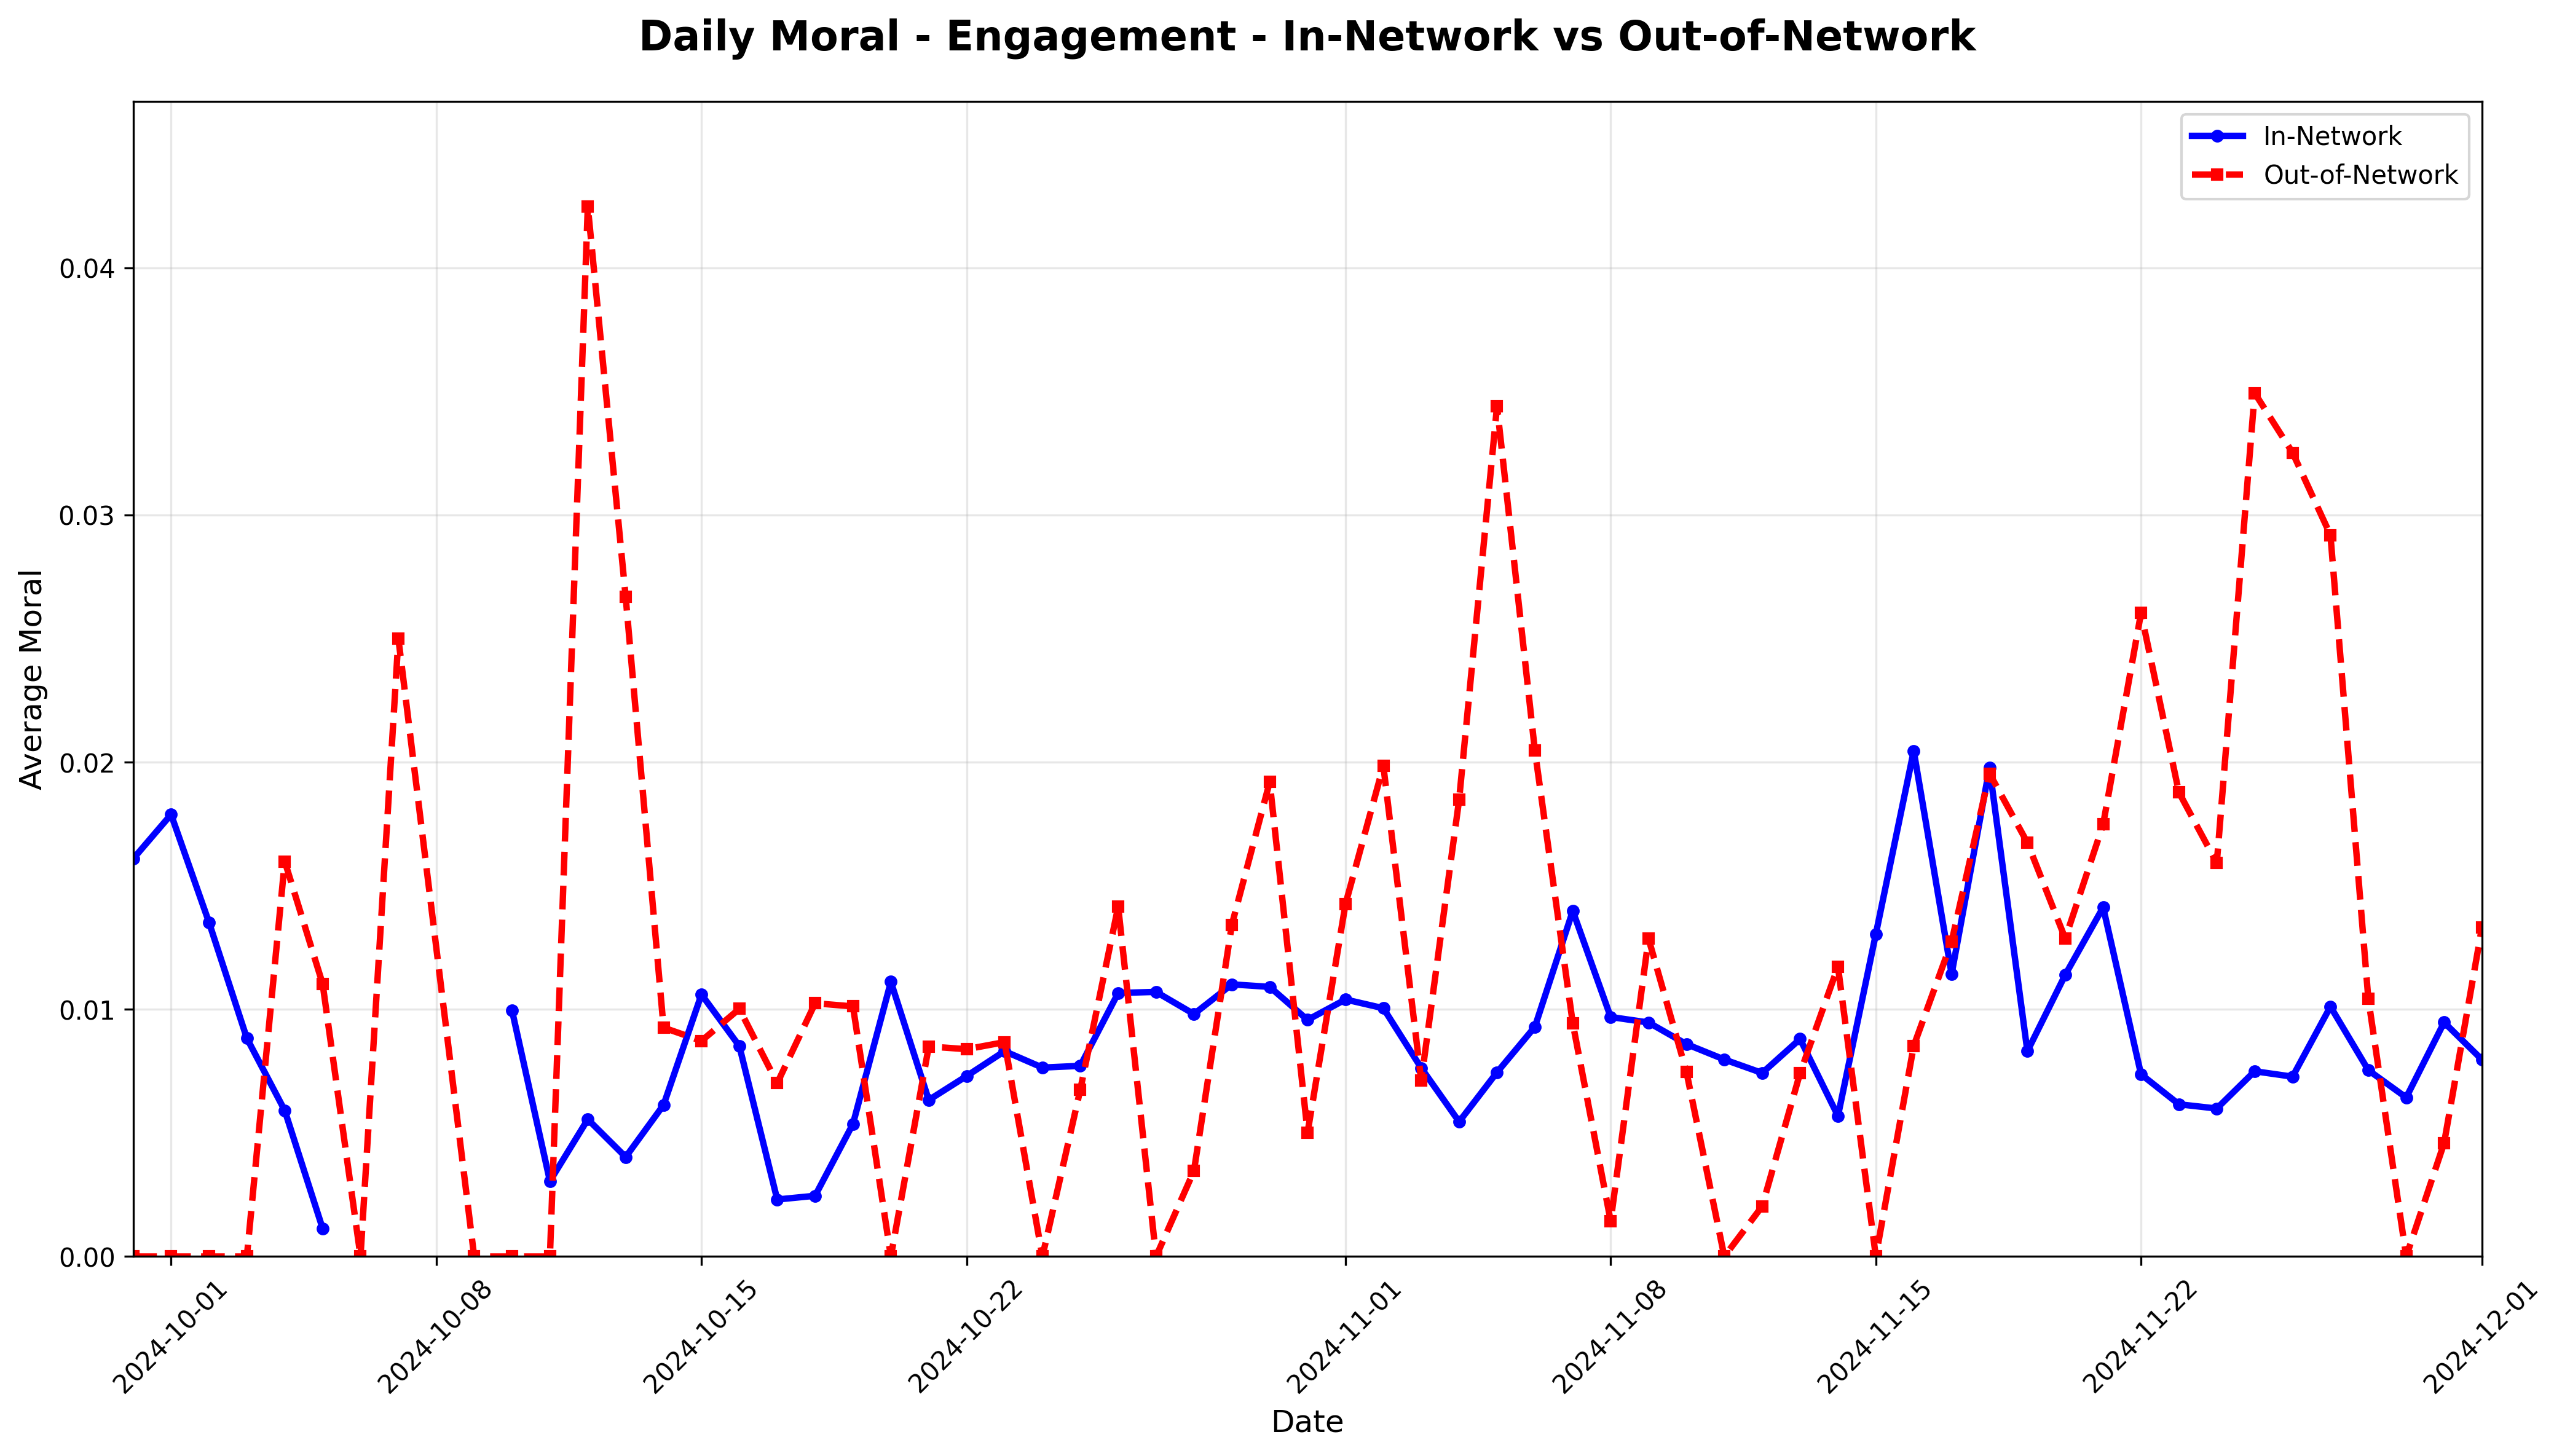 Daily Moral - Engagement - In-Network vs Out-of-Network
In-Network
Out-of-Network
Average Moral
0.04
0.03
0.02
0.01
0.00
2024-10-01
2024-10-08
2024-10-15
2024-10-22
2024-11-01
2024-11-08
2024-11-15
2024-11-22
2024-12-01
Date